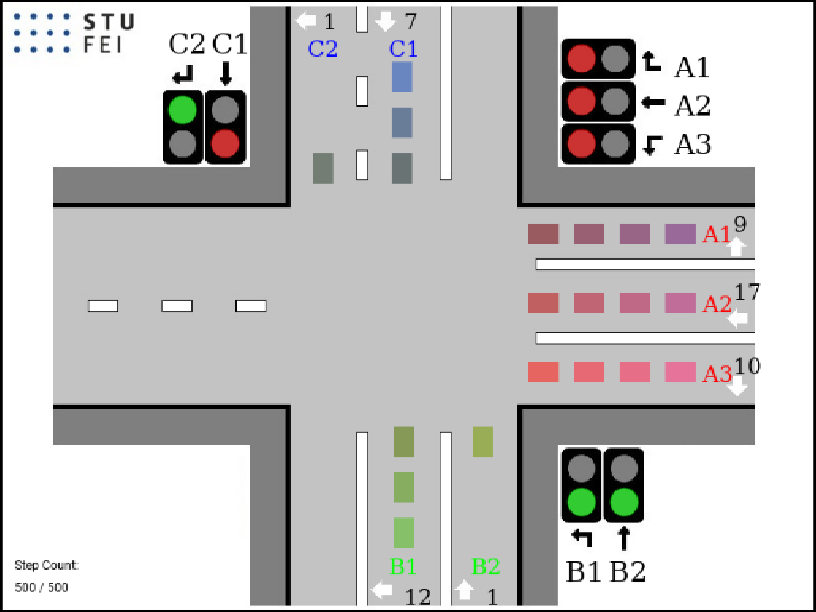 STU
FEI
C2 C1
1
7
C2
C1
A1
A2
A3
A1
9
A2
17
A3
10
B1
B2
12
1
B1 B2
Step Count:
500 / 500